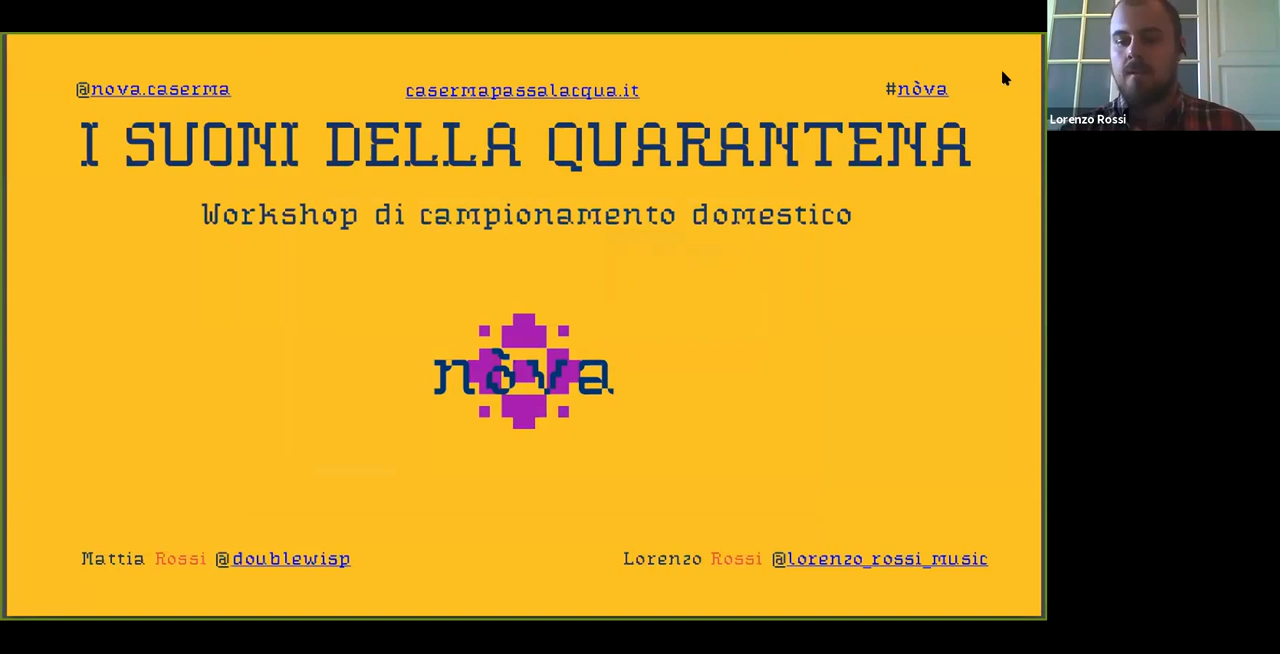 @nova.caserma casermapassalacqua.it #nòva
Lorenzo Rossi
I SUONI DELLA QUARANTENA
Workshop di campionamento domestico
nòva
Mattia Rossi @doublewisp Lorenzo Rossi @lorenzo_rossi_music